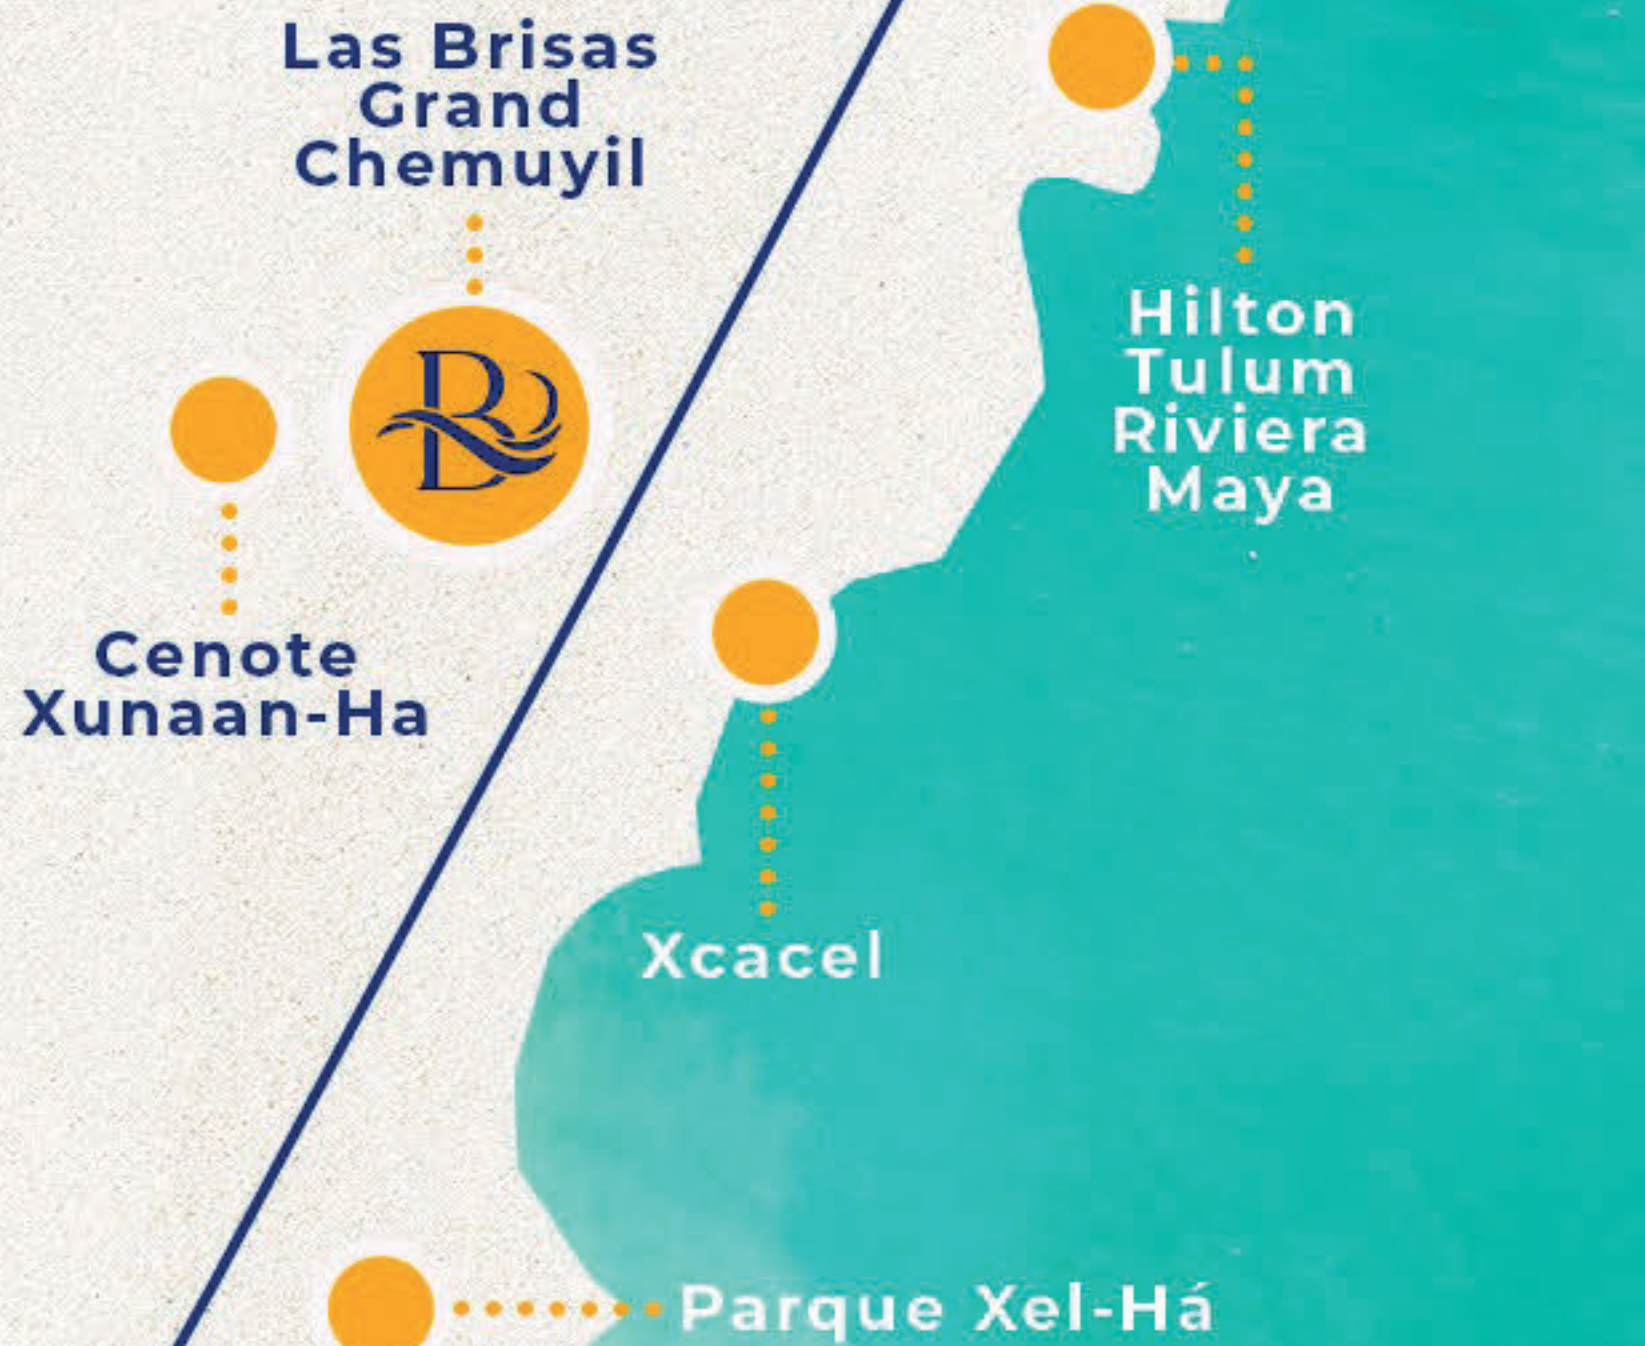 Las Brisas
Grand
Chemuyil
Hilton
Tulum
Riviera
Maya
Cenote
Xunaan-Ha
Xcacel
Parque Xel-Há